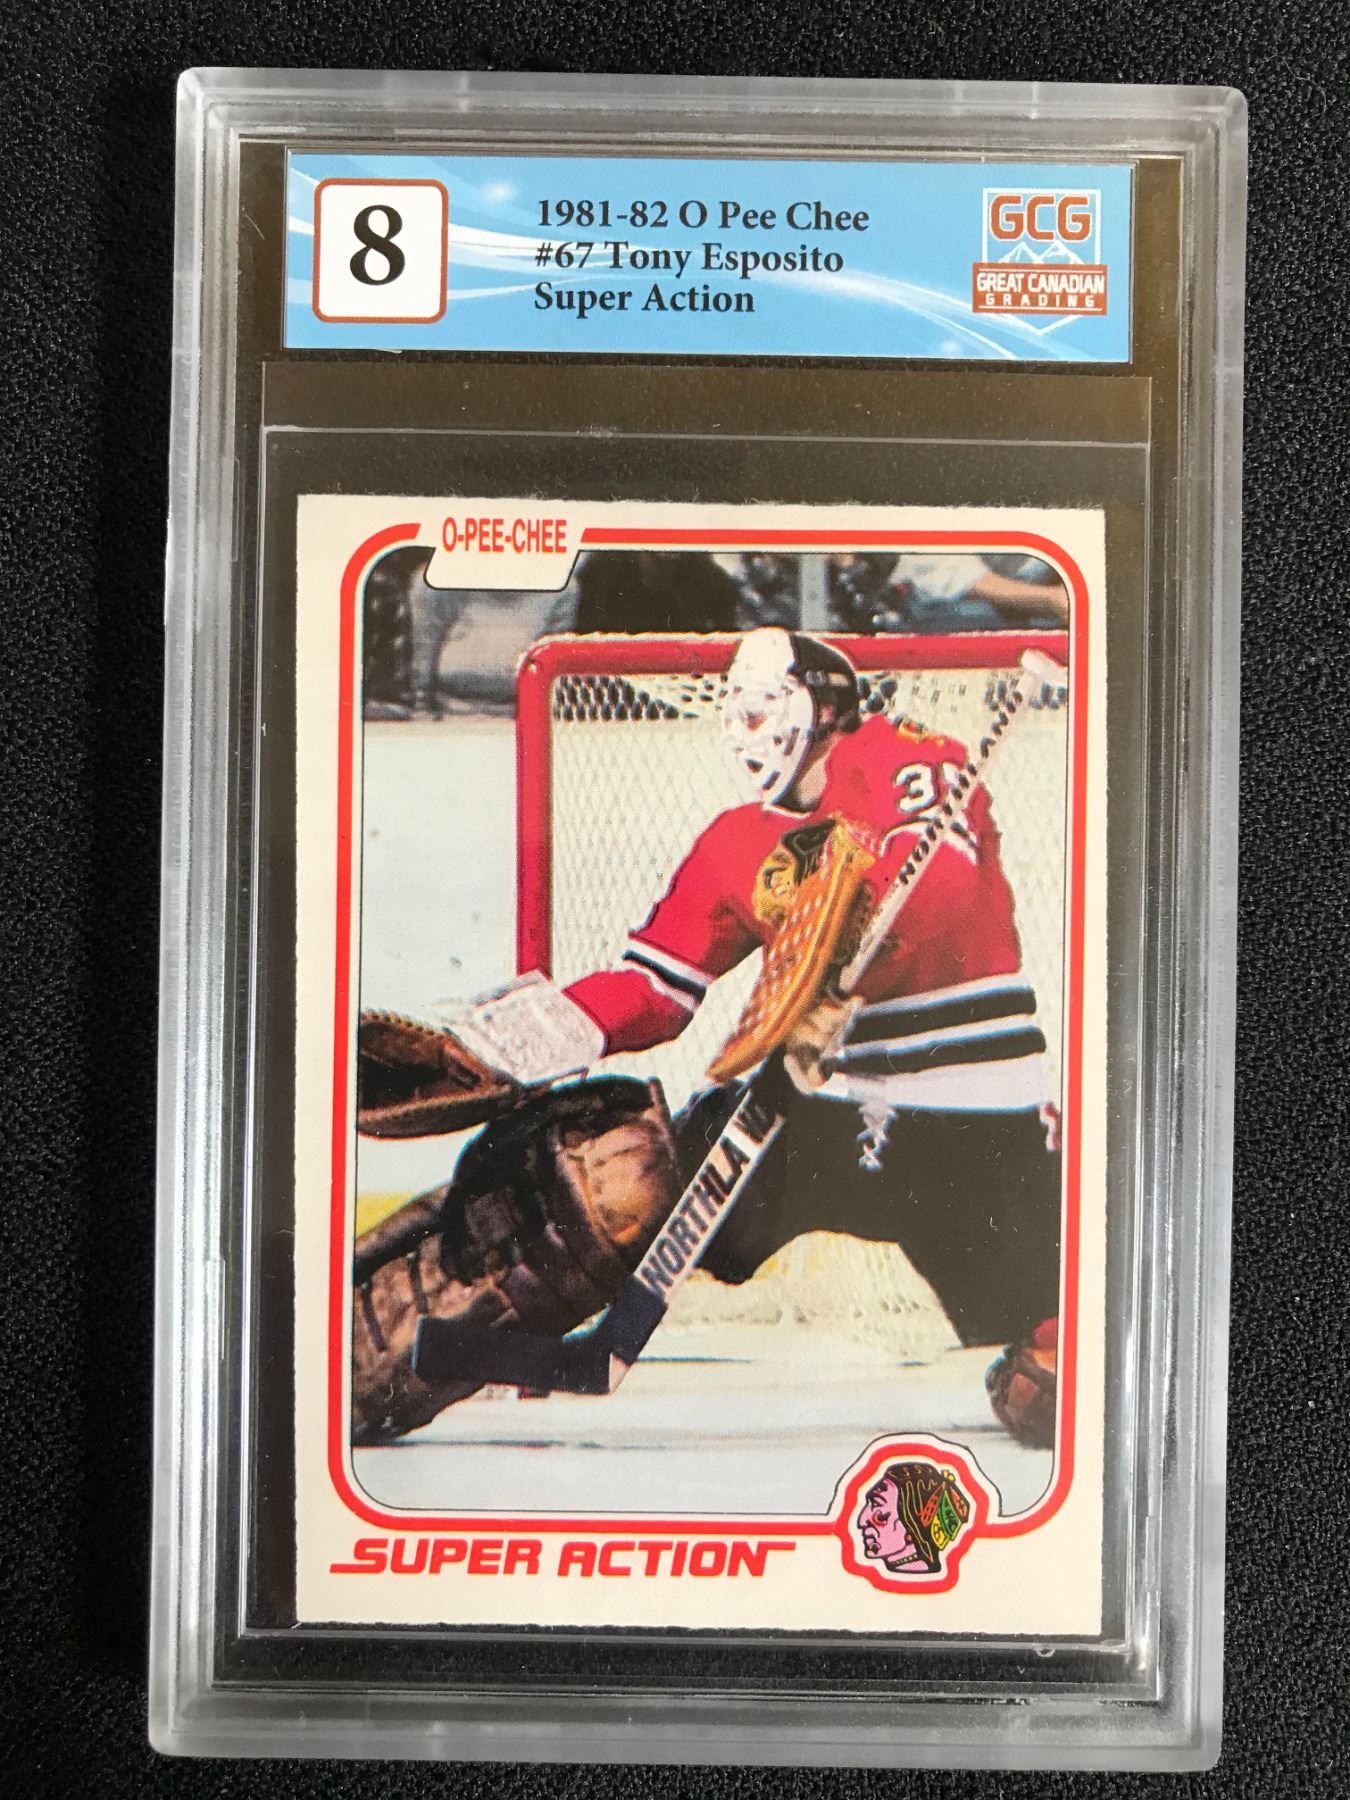 8
1981-82 O Pee Chee
#67 Tony Esposito
Super Action
GCG
GREAT CANADIAN
GRADING
O-PEE-CHEE
NORTHLAND
NORTHLA
SUPER ACTION